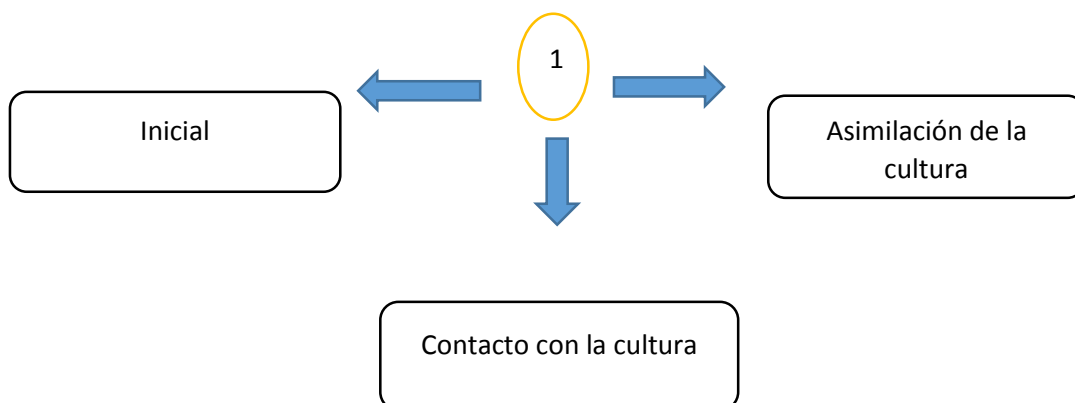 1
Inicial
Asimilación de la
cultura
Contacto con la cultura